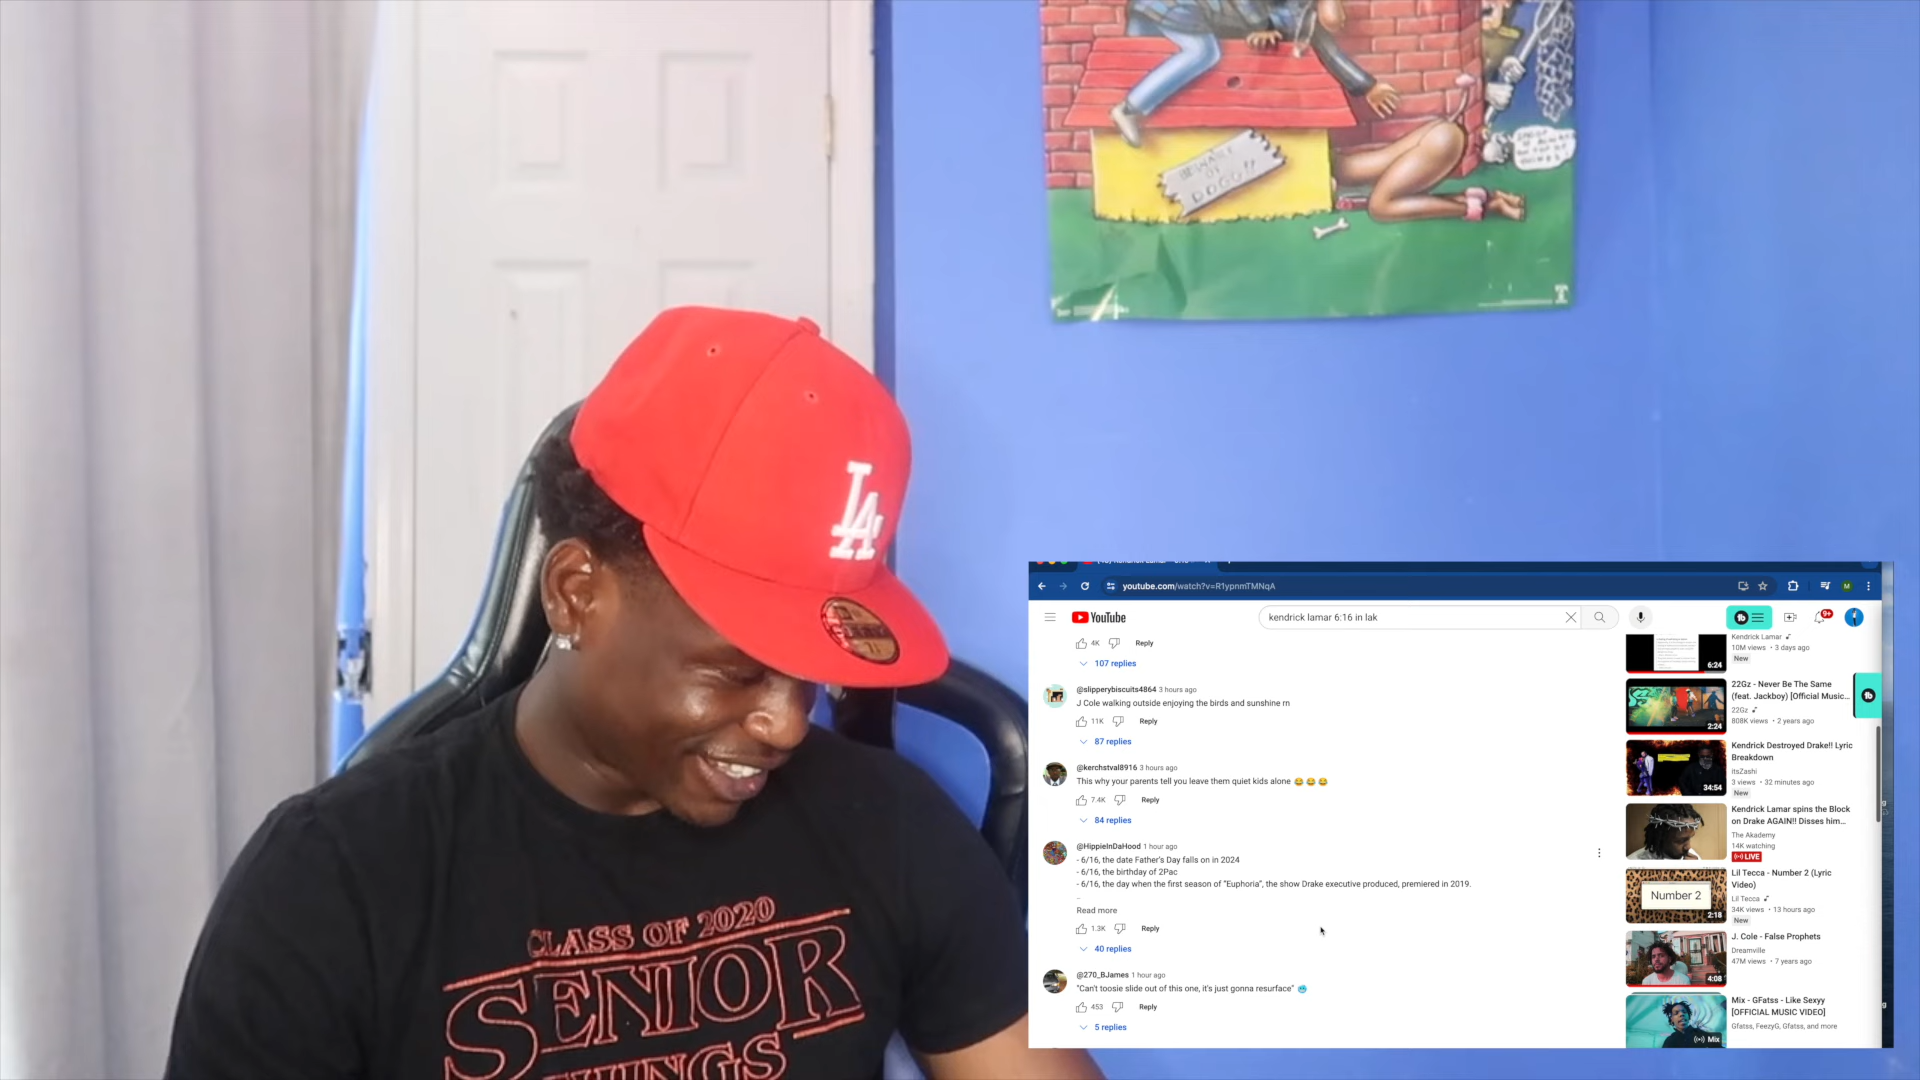 BEWARE
OF
DOGG!!
LA
CLASS OF 2020
SENIOR
THINGS
youtube.com/watch?v=R1ypnmTMNqA
YouTube
kendrick lamar 6:16 in lak
9+
M
4K Reply
107 replies
@slipperybiscuits4864 3 hours ago
J Cole walking outside enjoying the birds and sunshine rn
11K Reply
87 replies
@kerchstval8916 3 hours ago
This why your parents tell you leave them quiet kids alone 😂 😂 😂
7.4K Reply
84 replies
@HippieInDaHood 1 hour ago
- 6/16, the date Father's Day falls on in 2024
- 6/16, the birthday of 2Pac
- 6/16, the day when the first season of "Euphoria", the show Drake executive produced, premiered in 2019.
..
Read more
1.3K Reply
40 replies
@270_BJames 1 hour ago
"Can't toosie slide out of this one, it's just gonna resurface" 🥶
453 Reply
5 replies
6:24
Kendrick Lamar
10M views • 3 days ago
New
22Gz - Never Be The Same
(feat. Jackboy) [Official Music...
22Gz
808K views • 2 years ago
2:24
Kendrick Destroyed Drake!! Lyric
Breakdown
itsZashi
3 views • 32 minutes ago
New
34:54
Kendrick Lamar spins the Block
on Drake AGAIN!! Disses him...
The Akademy
14K watching
LIVE
Lil Tecca - Number 2 (Lyric
Video)
Lil Tecca
34K views • 13 hours ago
New
Number 2
2:18
J. Cole - False Prophets
Dreamville
47M views • 7 years ago
4:08
Mix - GFatss - Like Sexyy
[OFFICIAL MUSIC VIDEO]
Gfatss, FeezyG, Gfatss, and more
Mix